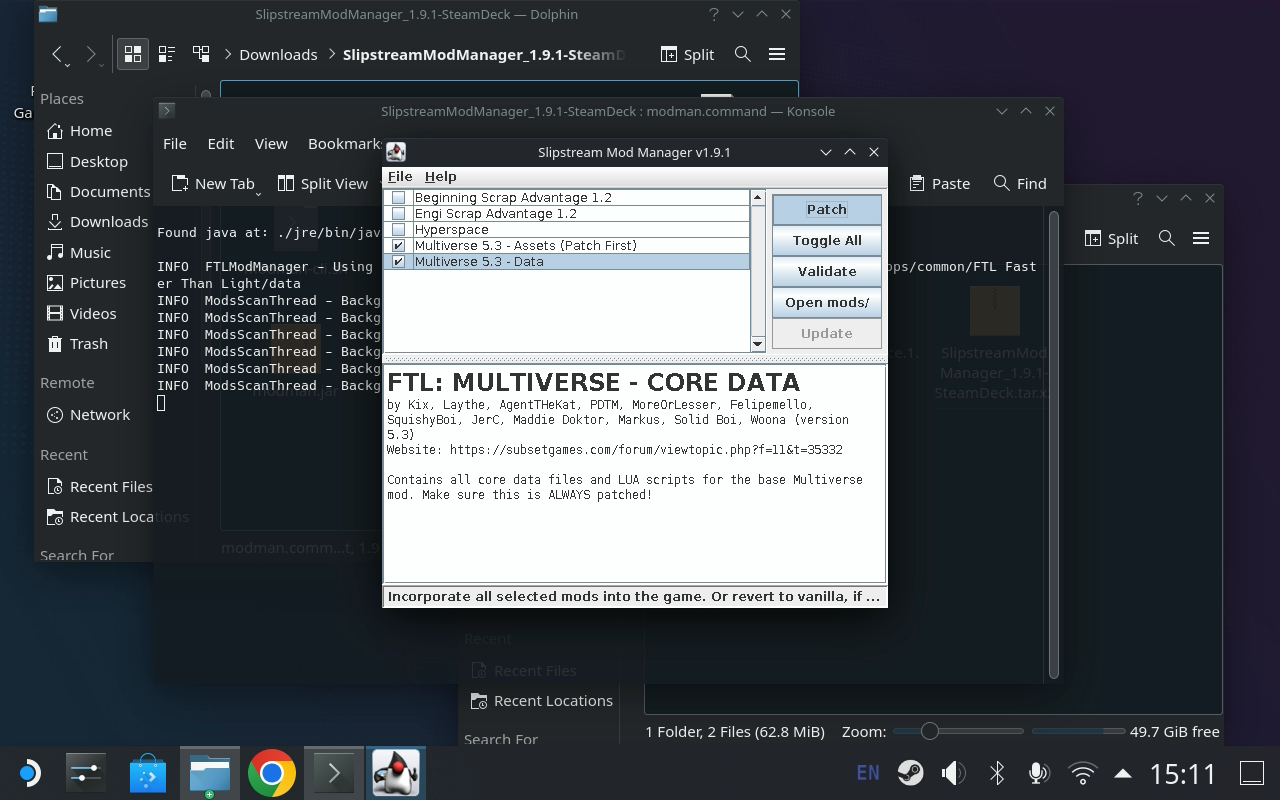 SlipstreamModManager_1.9.1-SteamDeck — Dolphin
Downloads
SlipstreamModManager_1.9.1-SteamD
Split
Places
Home
Desktop
Documents
Downloads
Music
Pictures
Videos
Trash
Remote
Network
Recent
Recent Files
Recent Locations
Search For
modman.jar
modman.comm...t, 1.9
Ga
SlipstreamModManager_1.9.1-SteamDeck : modman.command — Konsole
File Edit View Bookmark
New Tab Split View Paste Find
Found java at: ./jre/bin/jav
INFO FTLModManager - Using ops/common/FTL Fast
er Than Light/data
INFO ModsScanThread - Backg
INFO ModsScanThread - Backg
INFO ModsScanThread - Backg
INFO ModsScanThread - Backg
INFO ModsScanThread - Backg
INFO ModsScanThread - Backg
Slipstream Mod Manager v1.9.1
File Help
Beginning Scrap Advantage 1.2
Engi Scrap Advantage 1.2
Hyperspace
Multiverse 5.3 - Assets (Patch First)
Multiverse 5.3 - Data
Patch
Toggle All
Validate
Open mods/
Update
FTL: MULTIVERSE - CORE DATA
by Kix, Laythe, AgentTHeKat, PDTM, MoreOrLesser, Felipemello,
SquishyBoi, JerC, Maddie Doktor, Markus, Solid Boi, Woona (version
5.3)
Website: https://subsetgames.com/forum/viewtopic.php?f=11&t=35332
Contains all core data files and LUA scripts for the base Multiverse
mod. Make sure this is ALWAYS patched!
Incorporate all selected mods into the game. Or revert to vanilla, if ...
Split
SlipstreamMod
Manager_1.9.1-
SteamDeck.tar.x
Recent
Recent Files
Recent Locations
Search For
1 Folder, 2 Files (62.8 MiB) Zoom: 49.7 GiB free
EN
15:11